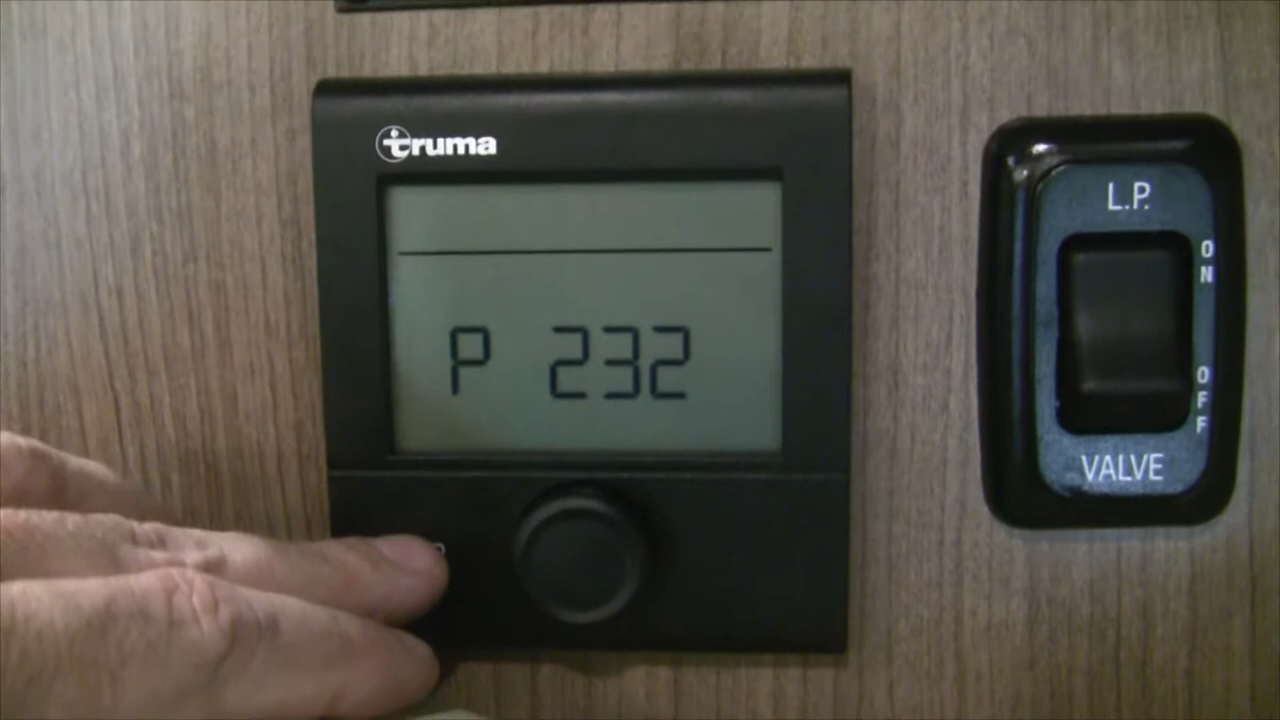 truma
P 232
L.P.
ON
OFF
VALVE